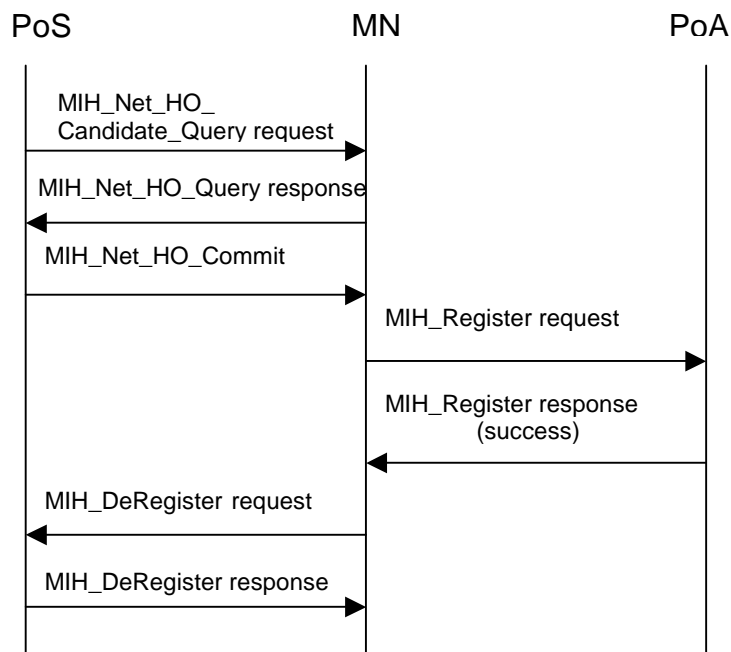 PoS MN PoA
MIH_Net_HO_
Candidate_Query request
MIH_Net_HO_Query response
MIH_Net_HO_Commit
MIH_Register request
MIH_Register response
(success)
MIH_DeRegister request
MIH_DeRegister response